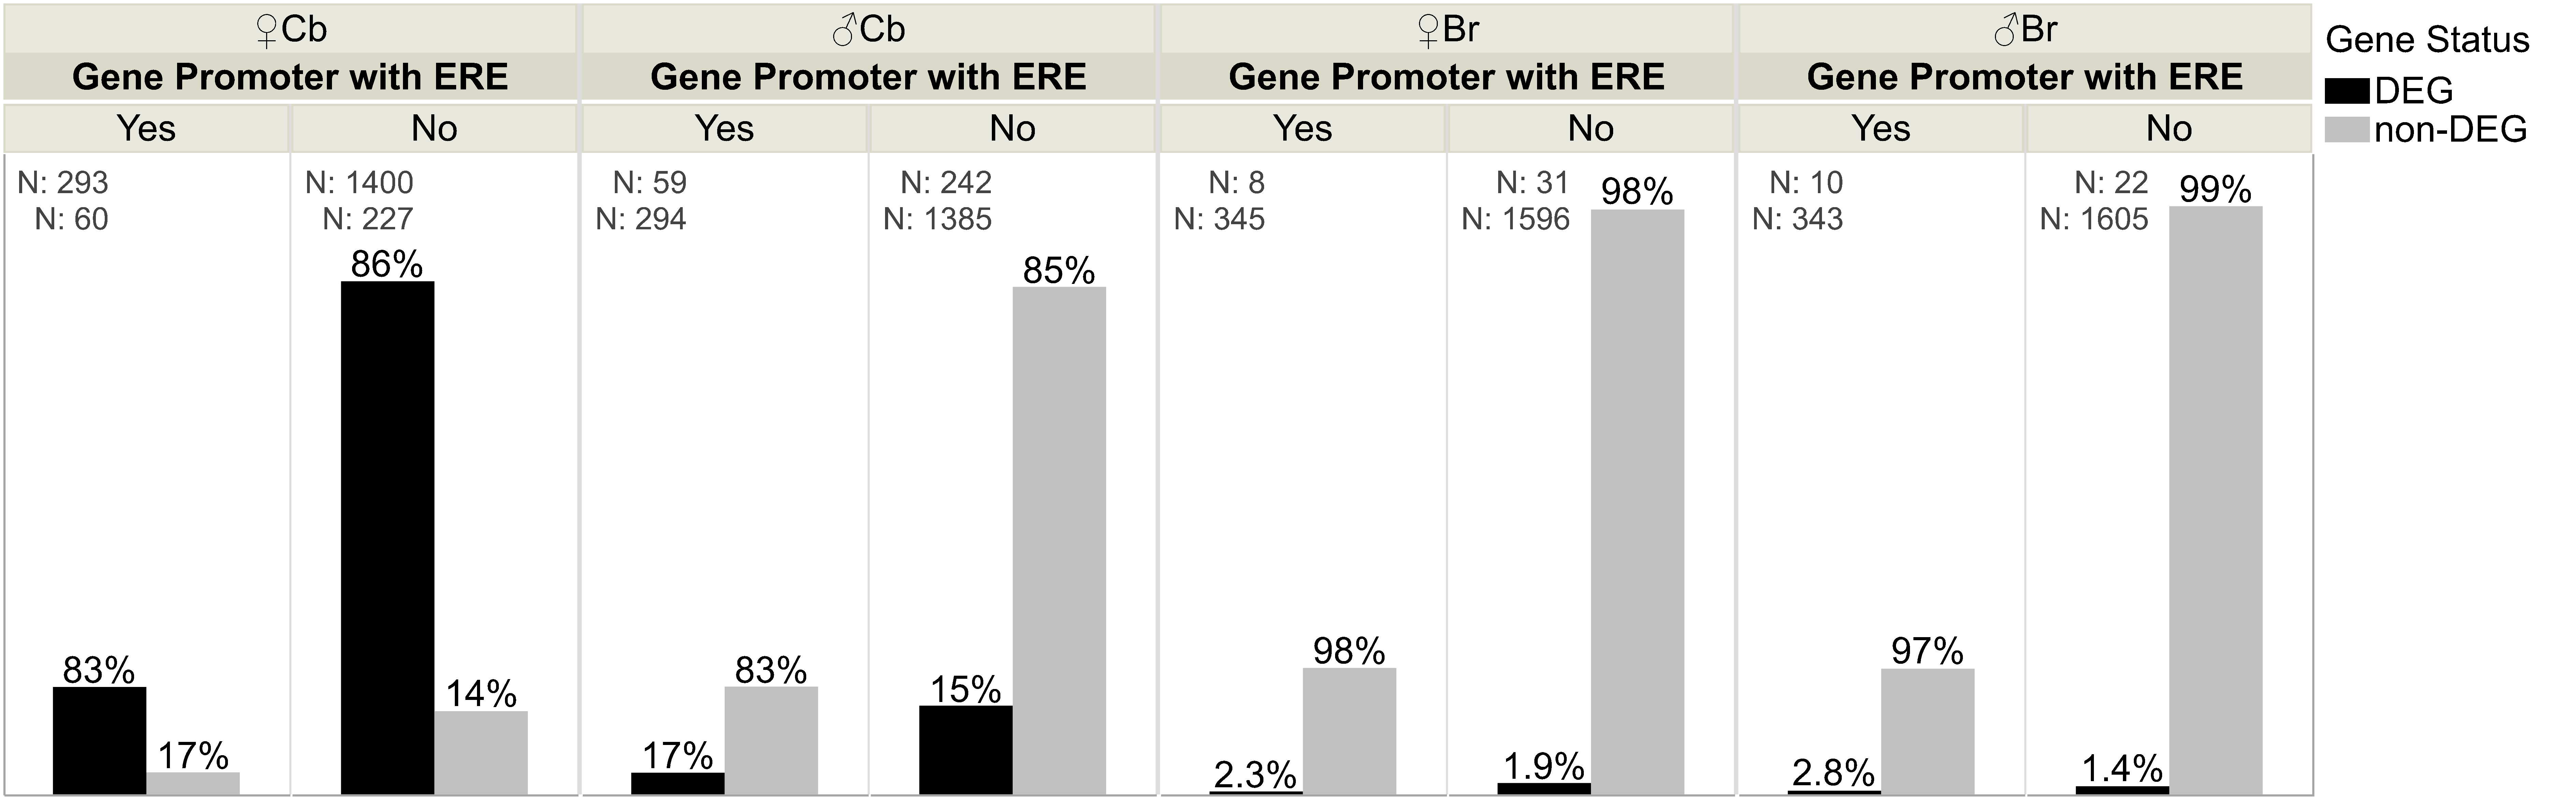 ♀Cb ♂Cb ♀Br ♂Br
Gene Promoter with ERE Gene Promoter with ERE Gene Promoter with ERE Gene Promoter with ERE
Yes No Yes No Yes No Yes No
N: 293 N: 1400 N: 59 N: 242 N: 8 N: 31 N: 10 N: 22
N: 60 N: 227 N: 294 N: 1385 N: 345 N: 1596 N: 343 N: 1605
83% 17% 86% 14% 17% 83% 15% 85% 2.3% 98% 1.9% 98% 2.8% 97% 1.4% 99%
Gene Status
DEG
non-DEG